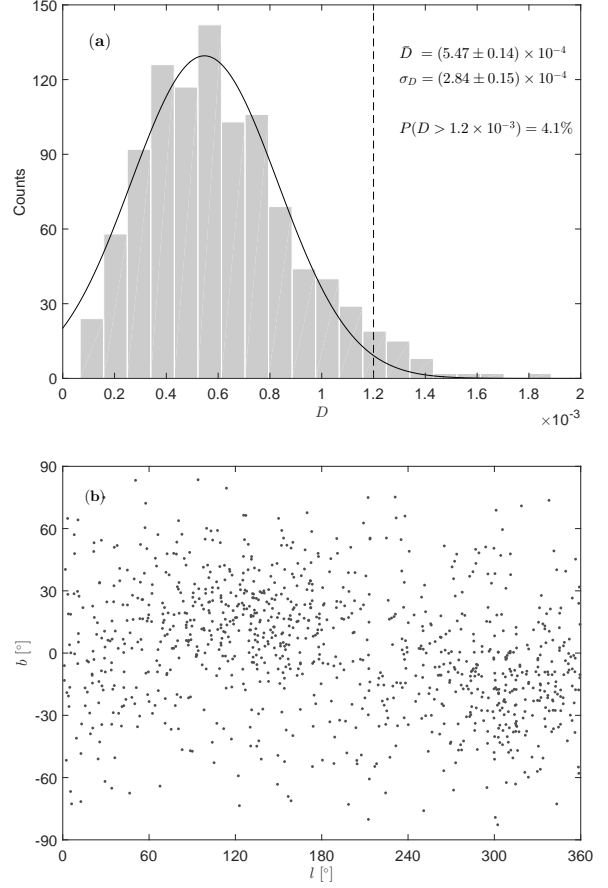 (a)
D̄ = (5.47 ± 0.14) × 10⁻⁴
σ_D = (2.84 ± 0.15) × 10⁻⁴
P(D > 1.2 × 10⁻³) = 4.1%
Counts
150
120
90
60
30
0
0 0.2 0.4 0.6 0.8 1 1.2 1.4 1.6 1.8 2
D
×10⁻³
(b)
b [°]
90
60
30
0
-30
-60
-90
0 60 120 180 240 300 360
l [°]